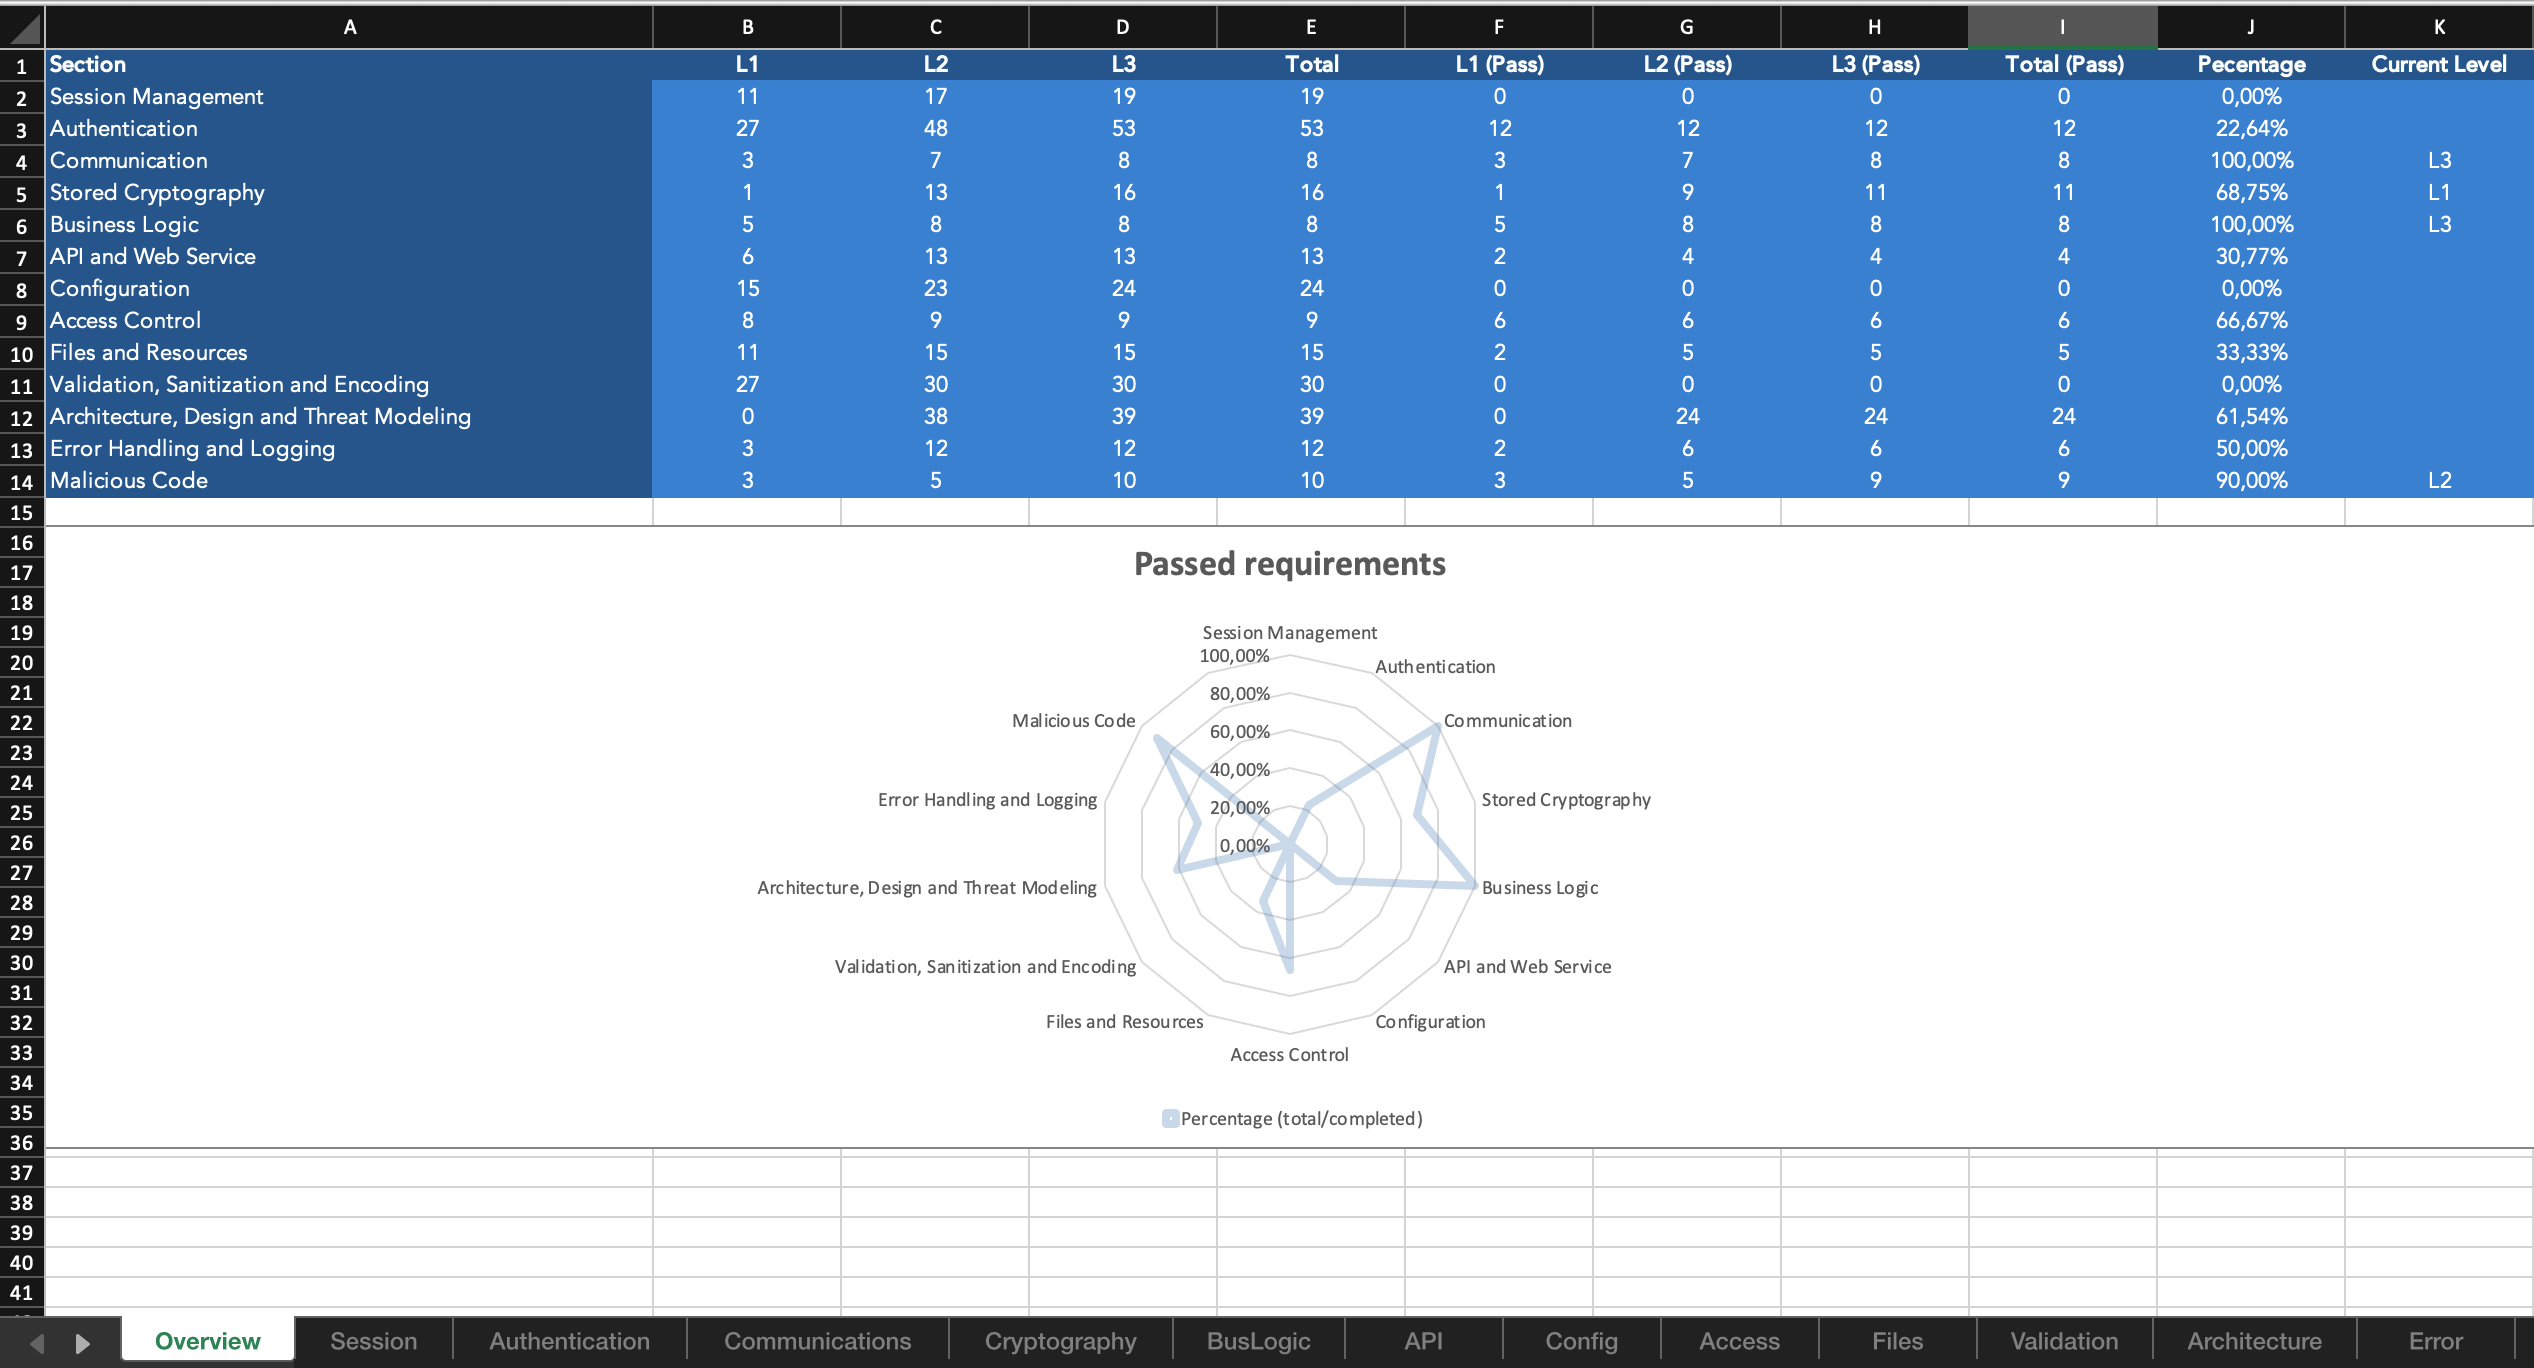 A B C D E F G H I J K
1 Section L1 L2 L3 Total L1 (Pass) L2 (Pass) L3 (Pass) Total (Pass) Pecentage Current Level
2 Session Management 11 17 19 19 0 0 0 0 0,00%
3 Authentication 27 48 53 53 12 12 12 12 22,64%
4 Communication 3 7 8 8 3 7 8 8 100,00% L3
5 Stored Cryptography 1 13 16 16 1 9 11 11 68,75% L1
6 Business Logic 5 8 8 8 5 8 8 8 100,00% L3
7 API and Web Service 6 13 13 13 2 4 4 4 30,77%
8 Configuration 15 23 24 24 0 0 0 0 0,00%
9 Access Control 8 9 9 9 6 6 6 6 66,67%
10 Files and Resources 11 15 15 15 2 5 5 5 33,33%
11 Validation, Sanitization and Encoding 27 30 30 30 0 0 0 0 0,00%
12 Architecture, Design and Threat Modeling 0 38 39 39 0 24 24 24 61,54%
13 Error Handling and Logging 3 12 12 12 2 6 6 6 50,00%
14 Malicious Code 3 5 10 10 3 5 9 9 90,00% L2
15
16
17
18
19
20
21
22
23
24
25
26
27
28
29
30
31
32
33
34
35
36
37
38
39
40
41
Passed requirements
Session Management
100,00%
Authentication
80,00%
Malicious Code
Communication
60,00%
40,00%
Error Handling and Logging
Stored Cryptography
20,00%
0,00%
Architecture, Design and Threat Modeling
Business Logic
Validation, Sanitization and Encoding
API and Web Service
Files and Resources
Configuration
Access Control
Percentage (total/completed)
Overview Session Authentication Communications Cryptography BusLogic API Config Access Files Validation Architecture Error